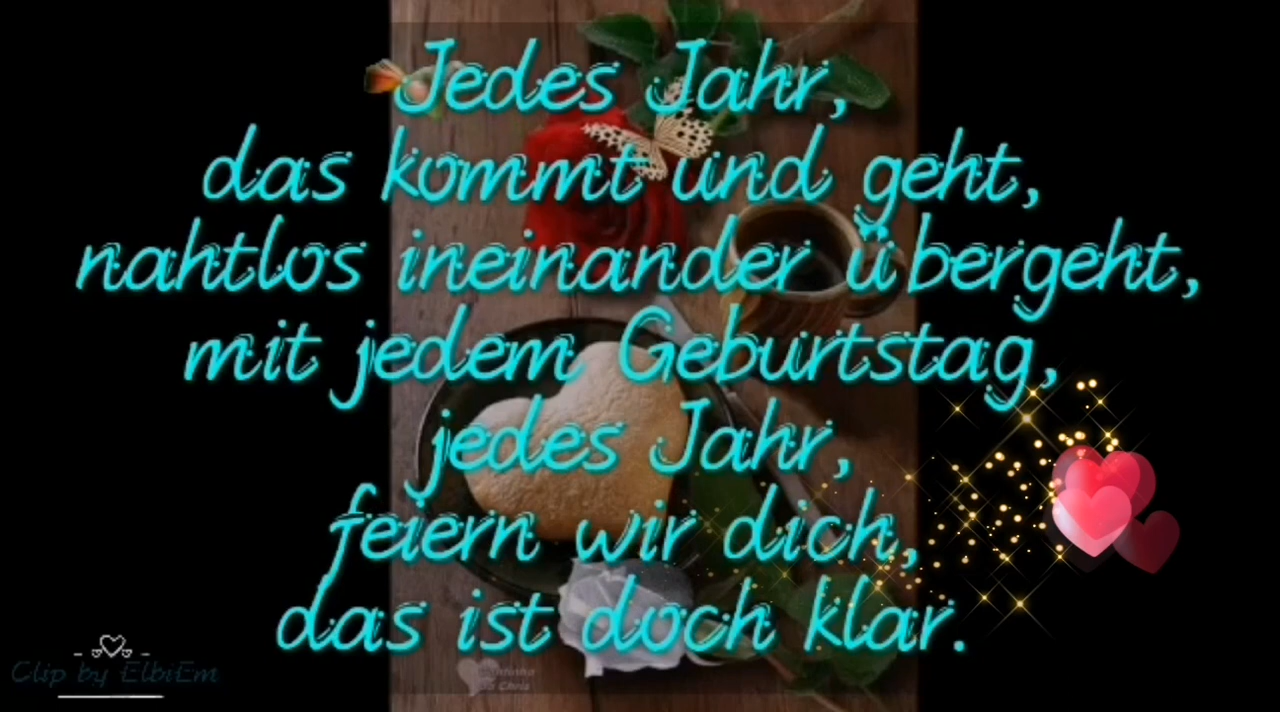 Jedes Jahr,
das kommt und geht,
nahtlos ineinander übergeht,
mit jedem Geburtstag,
jedes Jahr,
feiern wir dich,
das ist doch klar.
Clip by ElbiEm
Chris